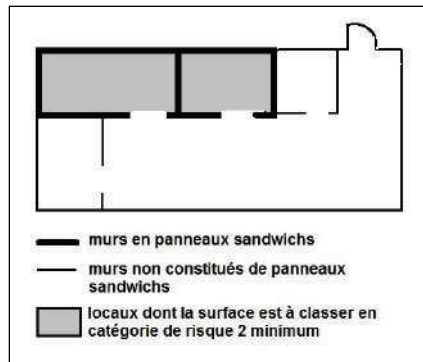 murs en panneaux sandwichs
murs non constitués de panneaux
sandwichs
locaux dont la surface est à classer en
catégorie de risque 2 minimum